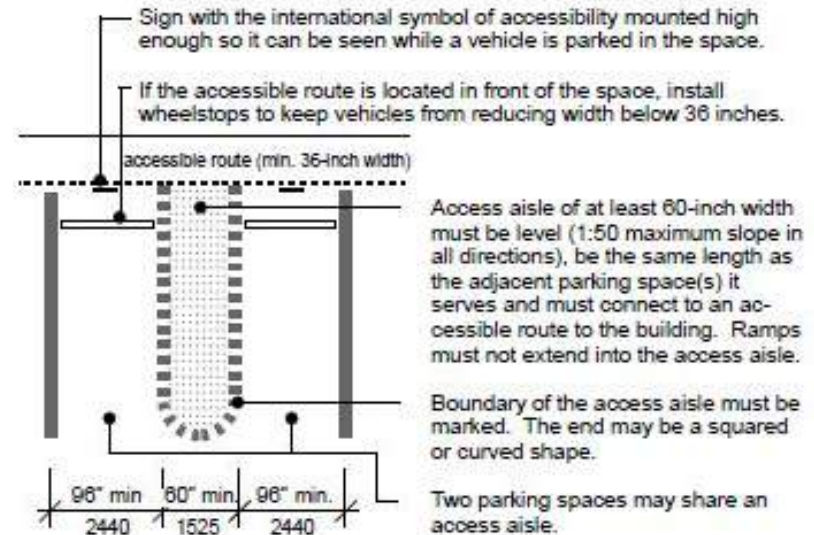 Sign with the international symbol of accessibility mounted high
enough so it can be seen while a vehicle is parked in the space.
If the accessible route is located in front of the space, install
wheelstops to keep vehicles from reducing width below 36 inches.
accessible route (min. 36-inch width)
Access aisle of at least 60-inch width
must be level (1:50 maximum slope in
all directions), be the same length as
the adjacent parking space(s) it
serves and must connect to an ac-
cessible route to the building. Ramps
must not extend into the access aisle.
Boundary of the access aisle must be
marked. The end may be a squared
or curved shape.
Two parking spaces may share an
access aisle.
96" min 60" min. 96" min.
2440 1525 2440